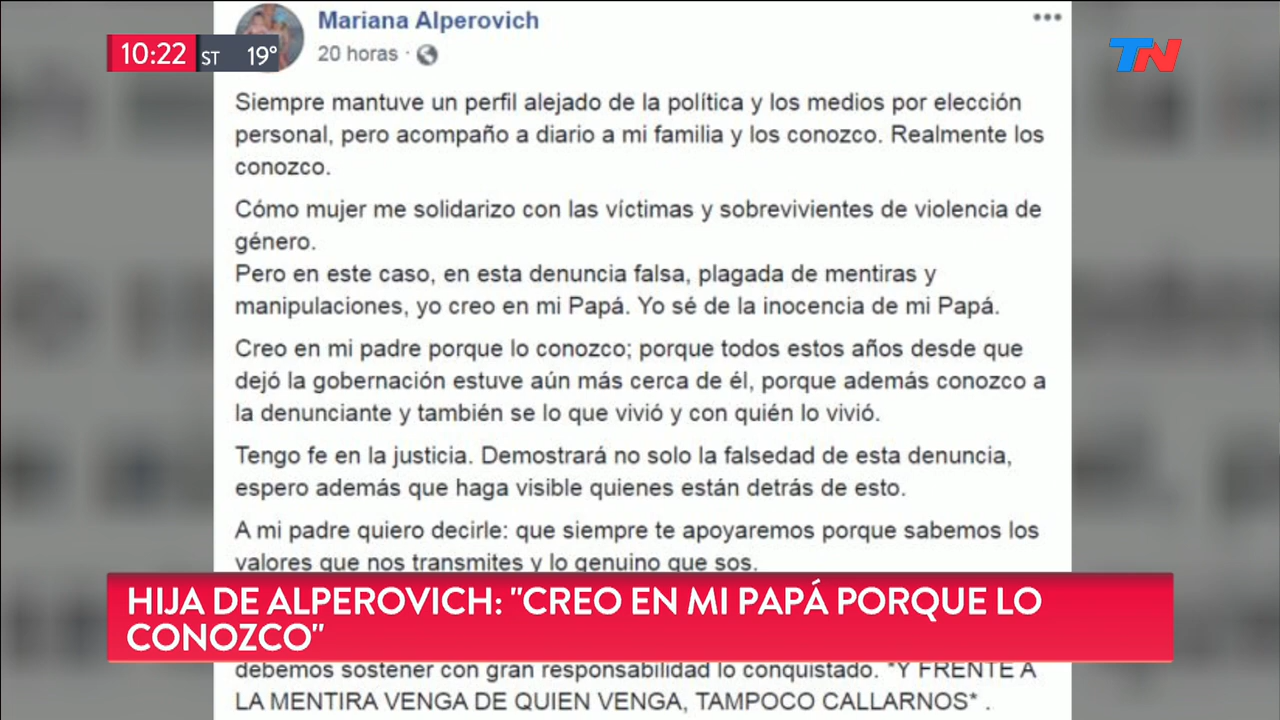 Mariana Alperovich
20 horas ·
10:22 ST 19°
TN
Siempre mantuve un perfil alejado de la política y los medios por elección
personal, pero acompaño a diario a mi familia y los conozco. Realmente los
conozco.
Cómo mujer me solidarizo con las víctimas y sobrevivientes de violencia de
género.
Pero en este caso, en esta denuncia falsa, plagada de mentiras y
manipulaciones, yo creo en mi Papá. Yo sé de la inocencia de mi Papá.
Creo en mi padre porque lo conozco; porque todos estos años desde que
dejó la gobernación estuve aún más cerca de él, porque además conozco a
la denunciante y también se lo que vivió y con quién lo vivió.
Tengo fe en la justicia. Demostrará no solo la falsedad de esta denuncia,
espero además que haga visible quienes están detrás de esto.
A mi padre quiero decirle: que siempre te apoyaremos porque sabemos los
valores que nos transmites y lo genuino que sos.
HIJA DE ALPEROVICH: "CREO EN MI PAPÁ PORQUE LO
CONOZCO"
debemos sostener con gran responsabilidad lo conquistado. *Y FRENTE A
LA MENTIRA VENGA DE QUIEN VENGA, TAMPOCO CALLARNOS* .